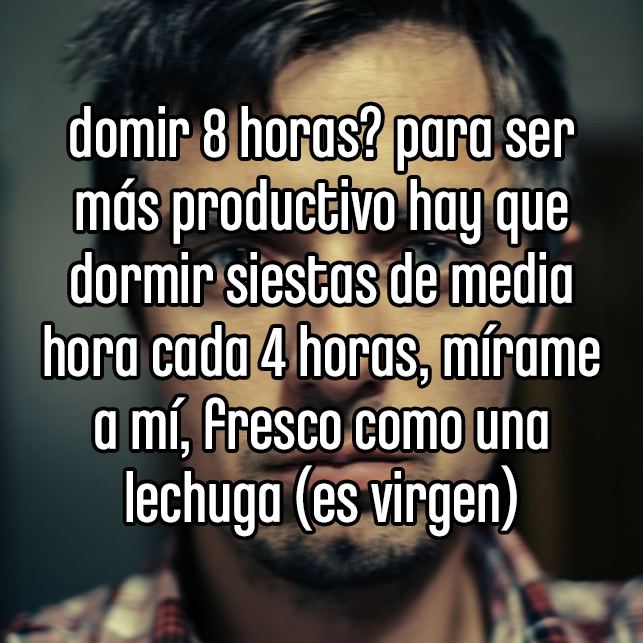 domir 8 horas? para ser
más productivo hay que
dormir siestas de media
hora cada 4 horas, mírame
a mí, fresco como una
lechuga (es virgen)